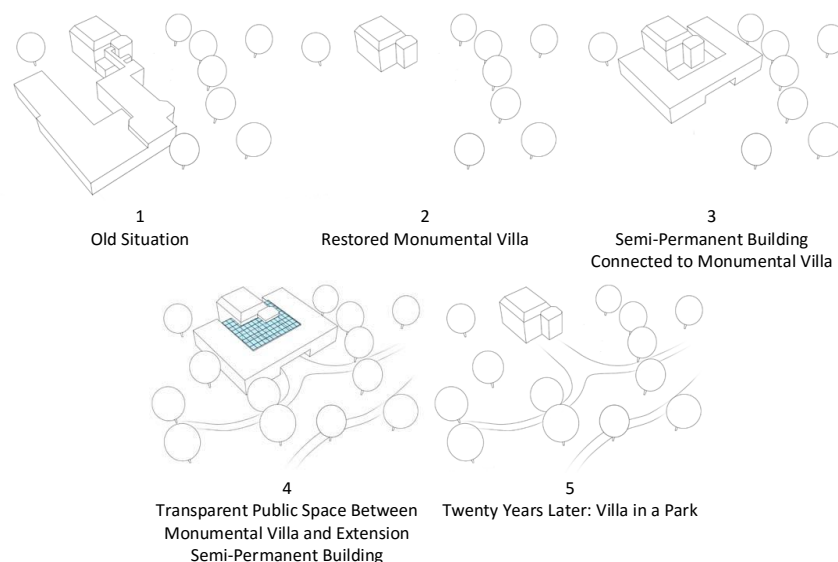 1
Old Situation
2
Restored Monumental Villa
3
Semi-Permanent Building
Connected to Monumental Villa
4
Transparent Public Space Between
Monumental Villa and Extension
Semi-Permanent Building
5
Twenty Years Later: Villa in a Park